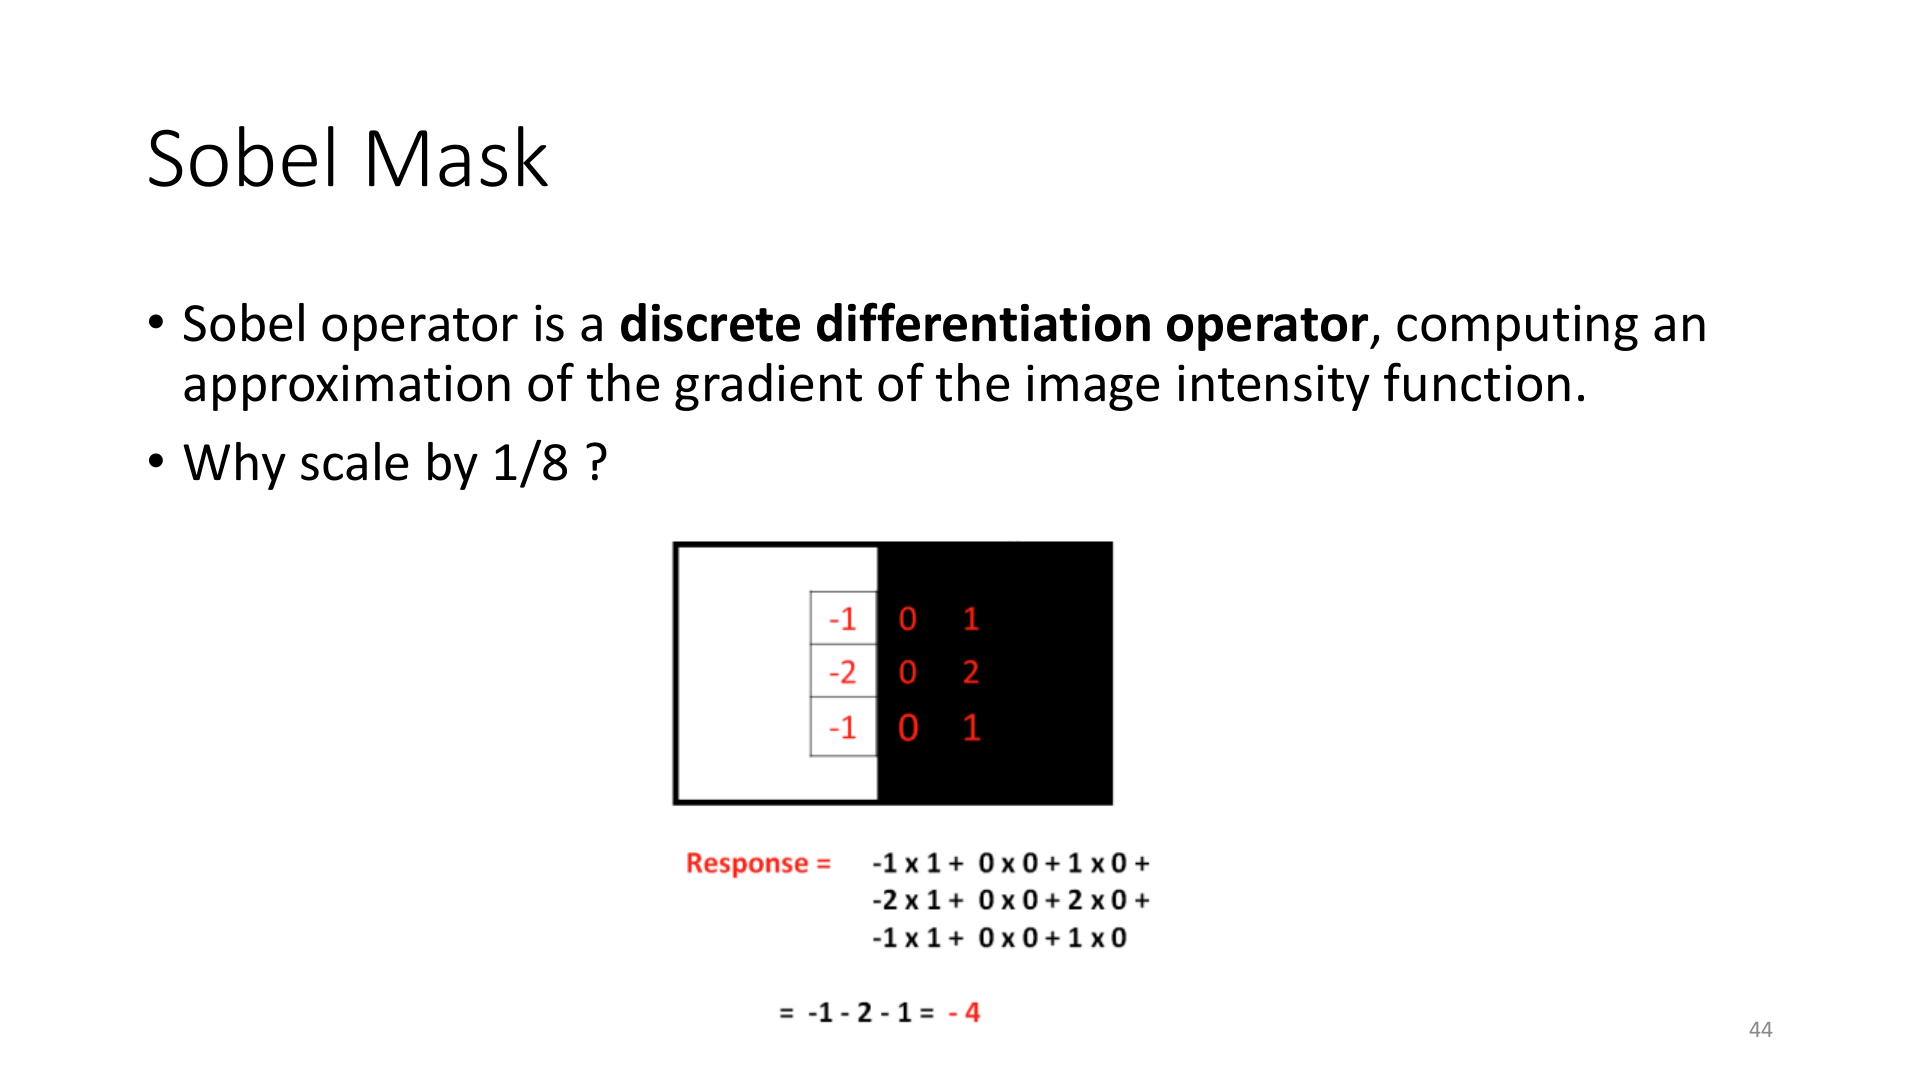 Sobel Mask
• Sobel operator is a discrete differentiation operator, computing an
approximation of the gradient of the image intensity function.
• Why scale by 1/8 ?
-1 0 1
-2 0 2
-1 0 1
Response = -1 x 1 + 0 x 0 + 1 x 0 +
-2 x 1 + 0 x 0 + 2 x 0 +
-1 x 1 + 0 x 0 + 1 x 0
= -1 - 2 - 1 = - 4
44